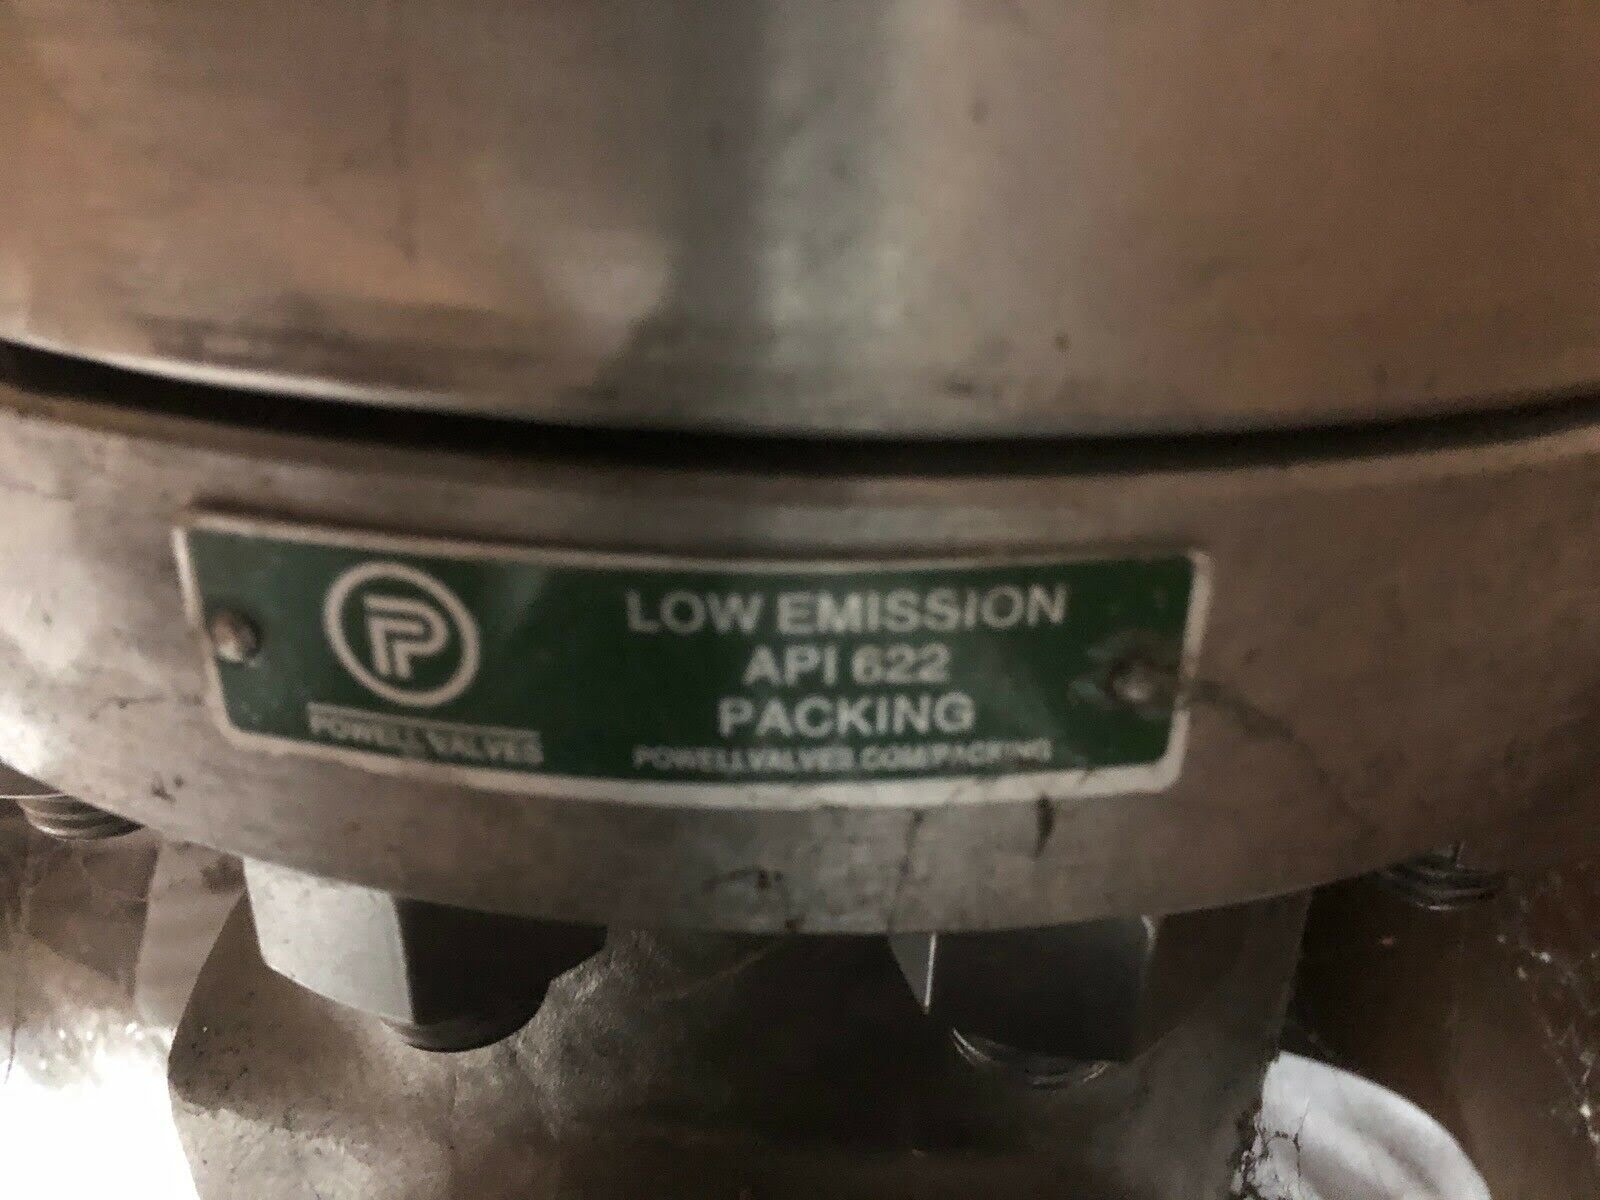 P
POWELL VALVES
LOW EMISSION
API 622
PACKING
POWELLVALVES.COM/PACKING